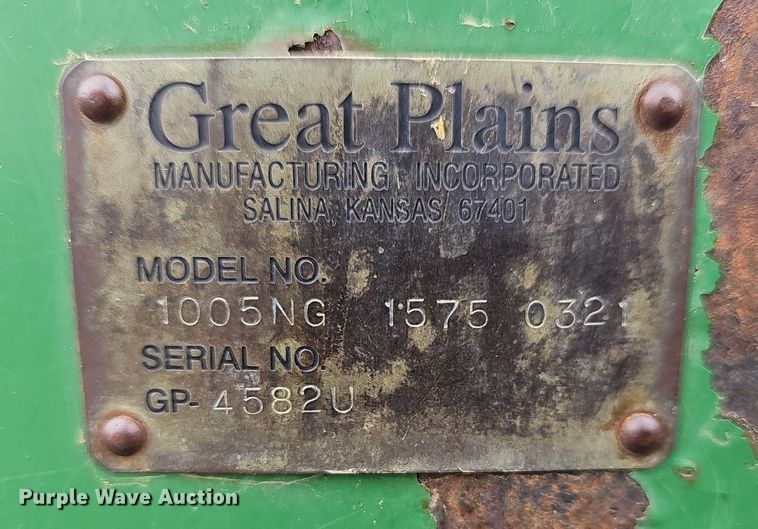 Great Plains
MANUFACTURING, INCORPORATED
SALINA, KANSAS 67401
MODEL NO.
1005NG 1575 0321
SERIAL NO.
GP-4582U
Purple Wave Auction